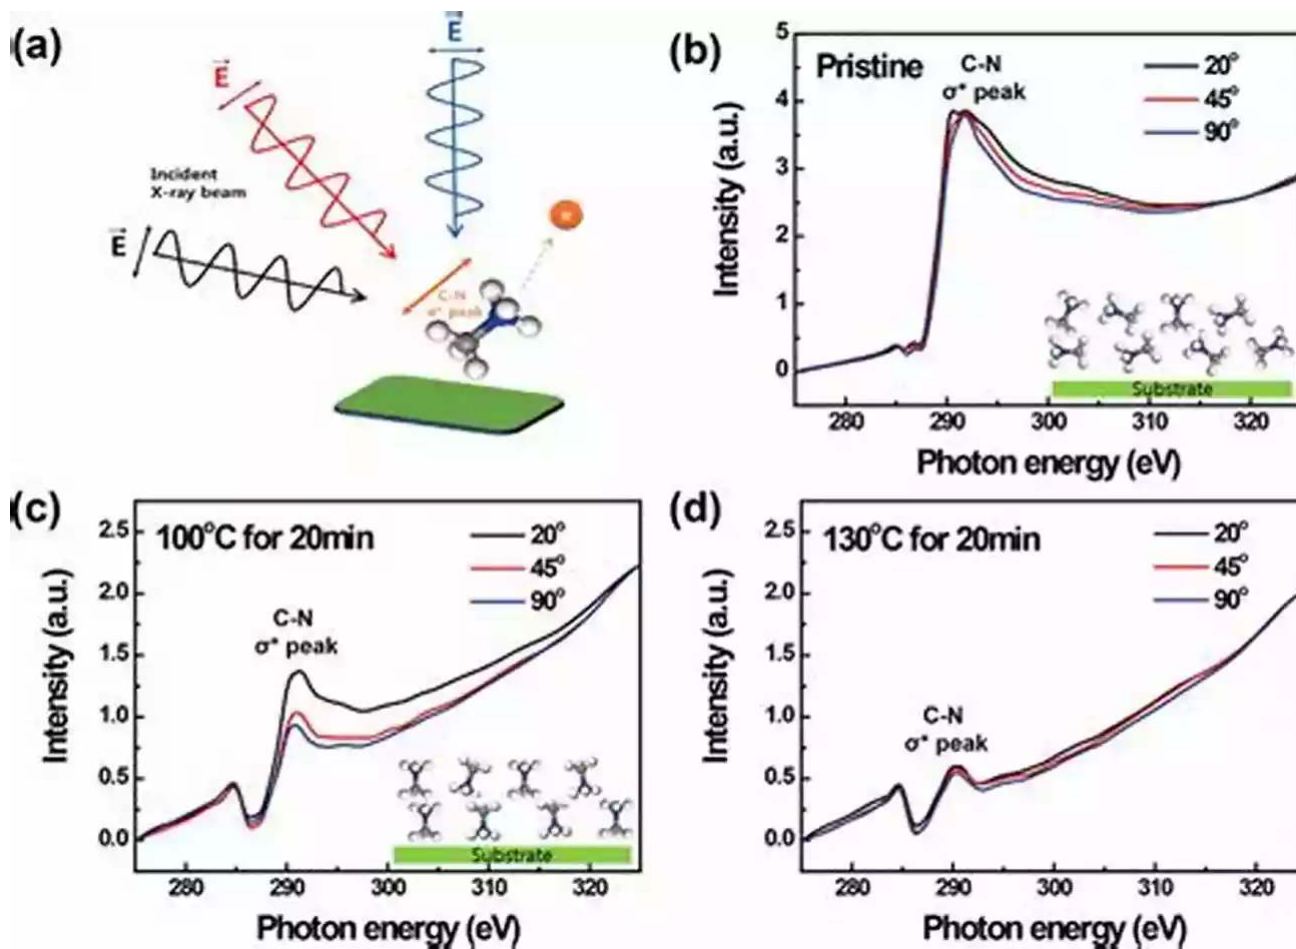 (a)
E
E
Incident
X-ray beam
E
C-N
σ* peak
(b)
Pristine
C-N
σ* peak
20°
45°
90°
5
4
3
2
1
0
Intensity (a.u.)
Substrate
280 290 300 310 320
Photon energy (eV)
(c)
100°C for 20min
20°
45°
90°
C-N
σ* peak
2.5
2.0
1.5
1.0
0.5
0.0
Intensity (a.u.)
Substrate
280 290 300 310 320
Photon energy (eV)
(d)
130°C for 20min
20°
45°
90°
C-N
σ* peak
2.5
2.0
1.5
1.0
0.5
0.0
Intensity (a.u.)
280 290 300 310 320
Photon energy (eV)